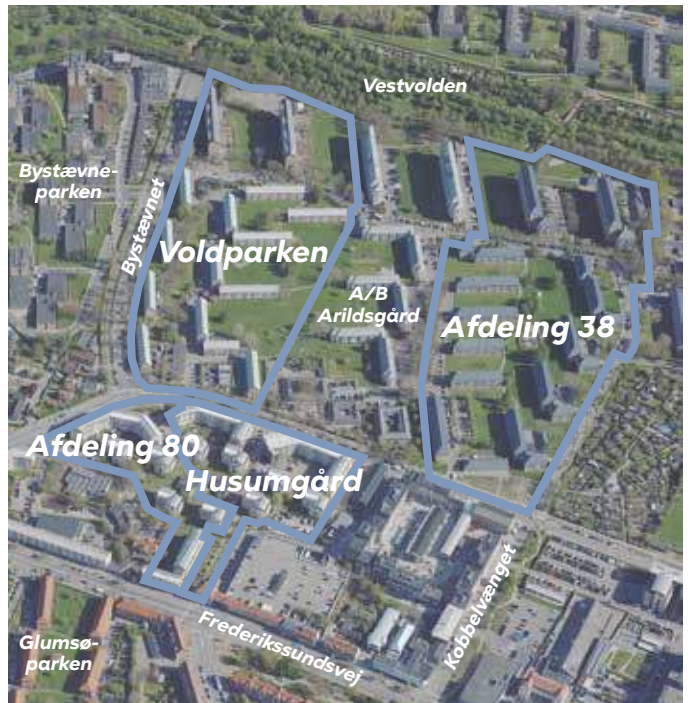 Vestvolden
Bystævne-
parken
Bystævnet
Voldparken
A/B
Arildsgård
Afdeling 38
Afdeling 80
Husumgård
Kobbelvænget
Frederikssundsvej
Glumsø-
parken